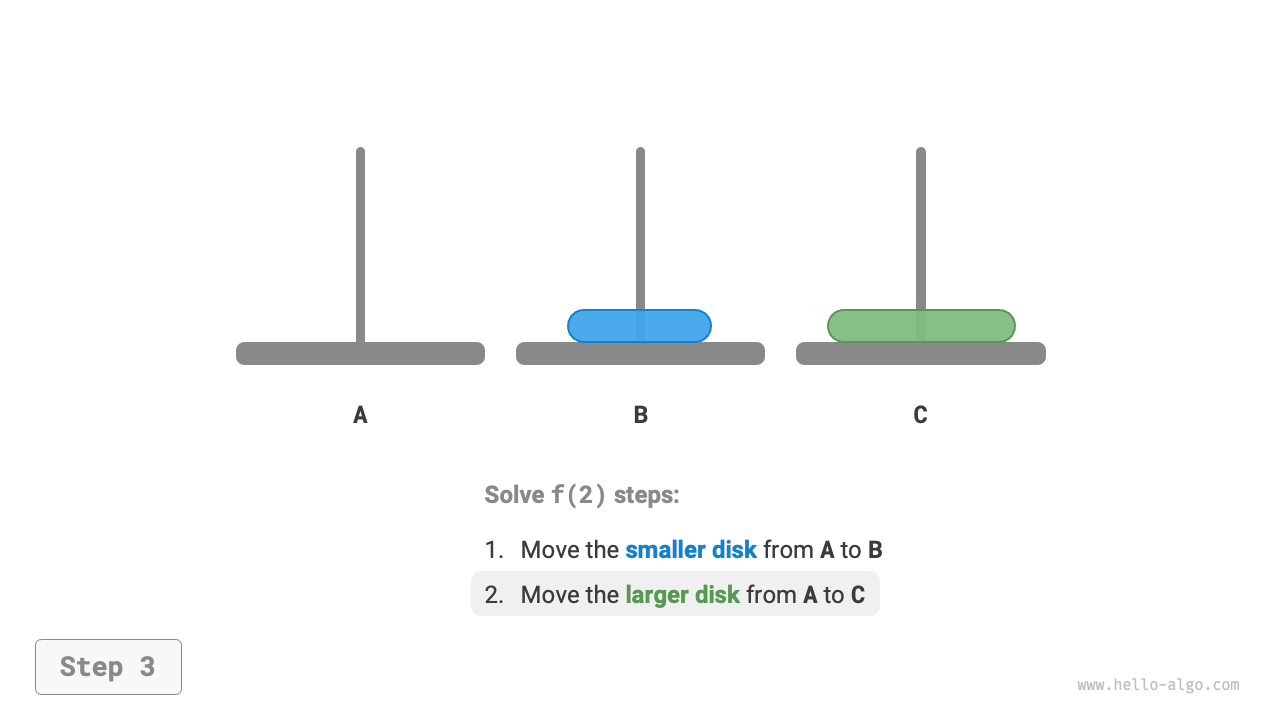 A
B
C
Solve f(2) steps:
1. Move the smaller disk from A to B
2. Move the larger disk from A to C
Step 3
www.hello-algo.com